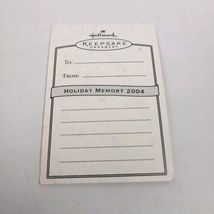 Hallmark
KEEPSAKE
ORNAMENT
To:
From:
Holiday Memory 2004